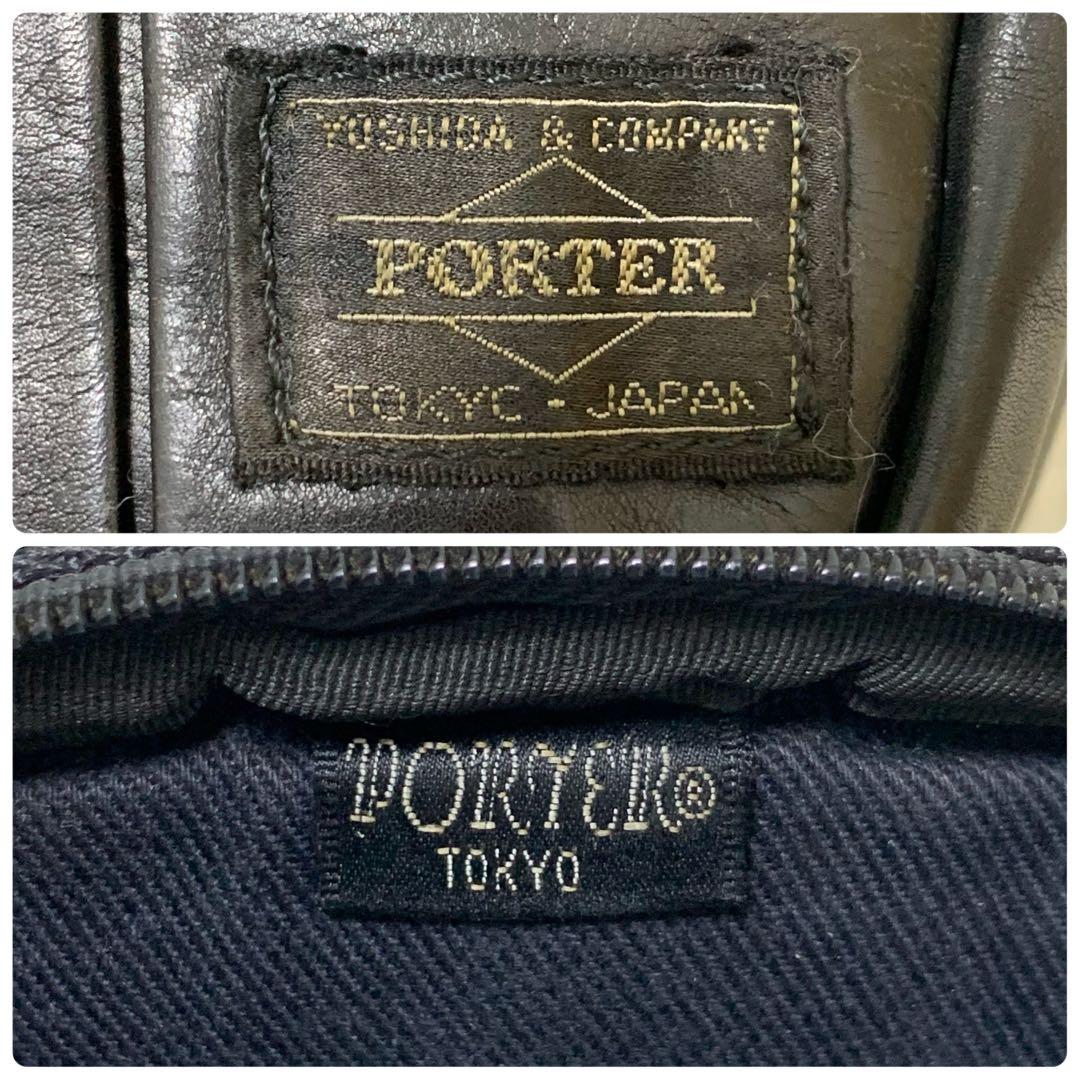 YOSHIDA & COMPANY
PORTER
TOKYO - JAPAN
PORTER®
TOKYO